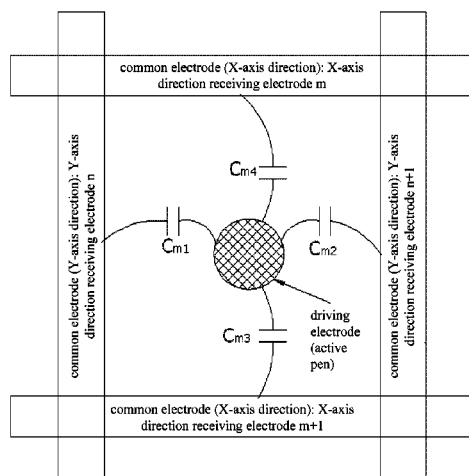 common electrode (X-axis direction): X-axis
direction receiving electrode m
common electrode (Y-axis direction): Y-axis
direction receiving electrode n
Cm4
Cm1
Cm2
common electrode (Y-axis direction): Y-axis
direction receiving electrode n+1
Cm3
driving
electrode
(active
pen)
common electrode (X-axis direction): X-axis
direction receiving electrode m+1